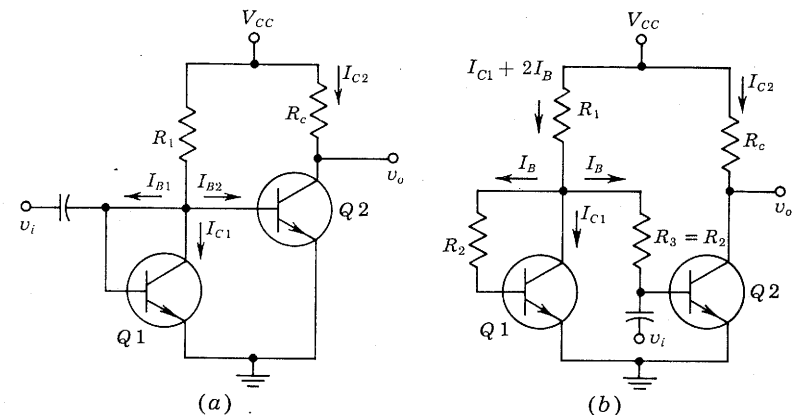 V_CC
I_C2
R_1
R_c
I_B1
I_B2
v_o
v_i
Q2
I_C1
Q1
(a)
V_CC
I_C1 + 2I_B
I_C2
R_1
R_c
I_B
I_B
v_o
I_C1
R_2
R_3 = R_2
Q2
Q1
v_i
(b)